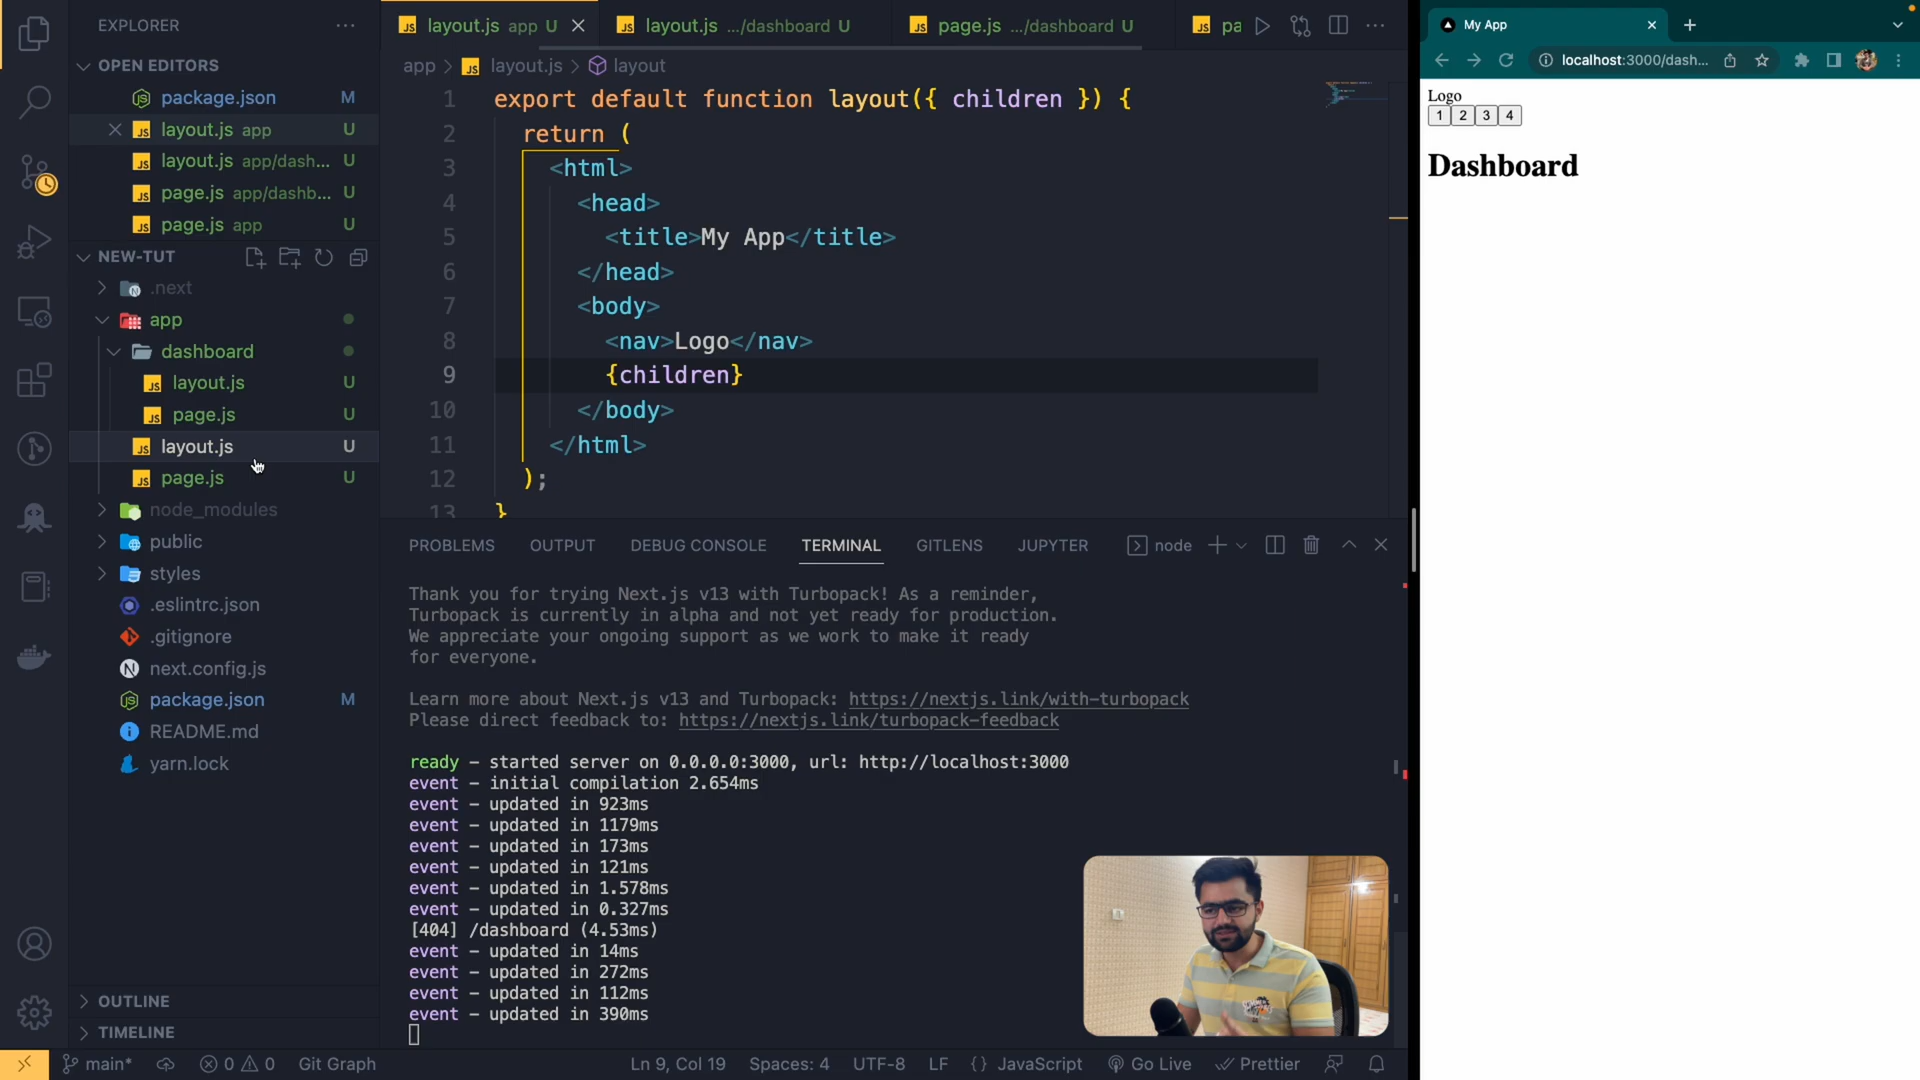 EXPLORER
OPEN EDITORS
package.json M
layout.js app U
layout.js app/dash... U
page.js app/dashb... U
page.js app U
NEW-TUT
.next
app
dashboard
layout.js U
page.js U
layout.js U
page.js U
node_modules
public
styles
.eslintrc.json
.gitignore
next.config.js
package.json M
README.md
yarn.lock
OUTLINE
TIMELINE
layout.js app U
layout.js .../dashboard U
page.js .../dashboard U
pa
app > layout.js > layout
1 export default function layout({ children }) {
2 return (
3 <html>
4 <head>
5 <title>My App</title>
6 </head>
7 <body>
8 <nav>Logo</nav>
9 {children}
10 </body>
11 </html>
12 );
13 }
PROBLEMS OUTPUT DEBUG CONSOLE TERMINAL GITLENS JUPYTER node
Thank you for trying Next.js v13 with Turbopack! As a reminder,
Turbopack is currently in alpha and not yet ready for production.
We appreciate your ongoing support as we work to make it ready
for everyone.
Learn more about Next.js v13 and Turbopack: https://nextjs.link/with-turbopack
Please direct feedback to: https://nextjs.link/turbopack-feedback
ready - started server on 0.0.0.0:3000, url: http://localhost:3000
event - initial compilation 2.654ms
event - updated in 923ms
event - updated in 1179ms
event - updated in 173ms
event - updated in 121ms
event - updated in 1.578ms
event - updated in 0.327ms
[404] /dashboard (4.53ms)
event - updated in 14ms
event - updated in 272ms
event - updated in 112ms
event - updated in 390ms
main* 0 0 Git Graph Ln 9, Col 19 Spaces: 4 UTF-8 LF {} JavaScript Go Live Prettier
My App
localhost:3000/dash...
Logo
1 2 3 4
Dashboard